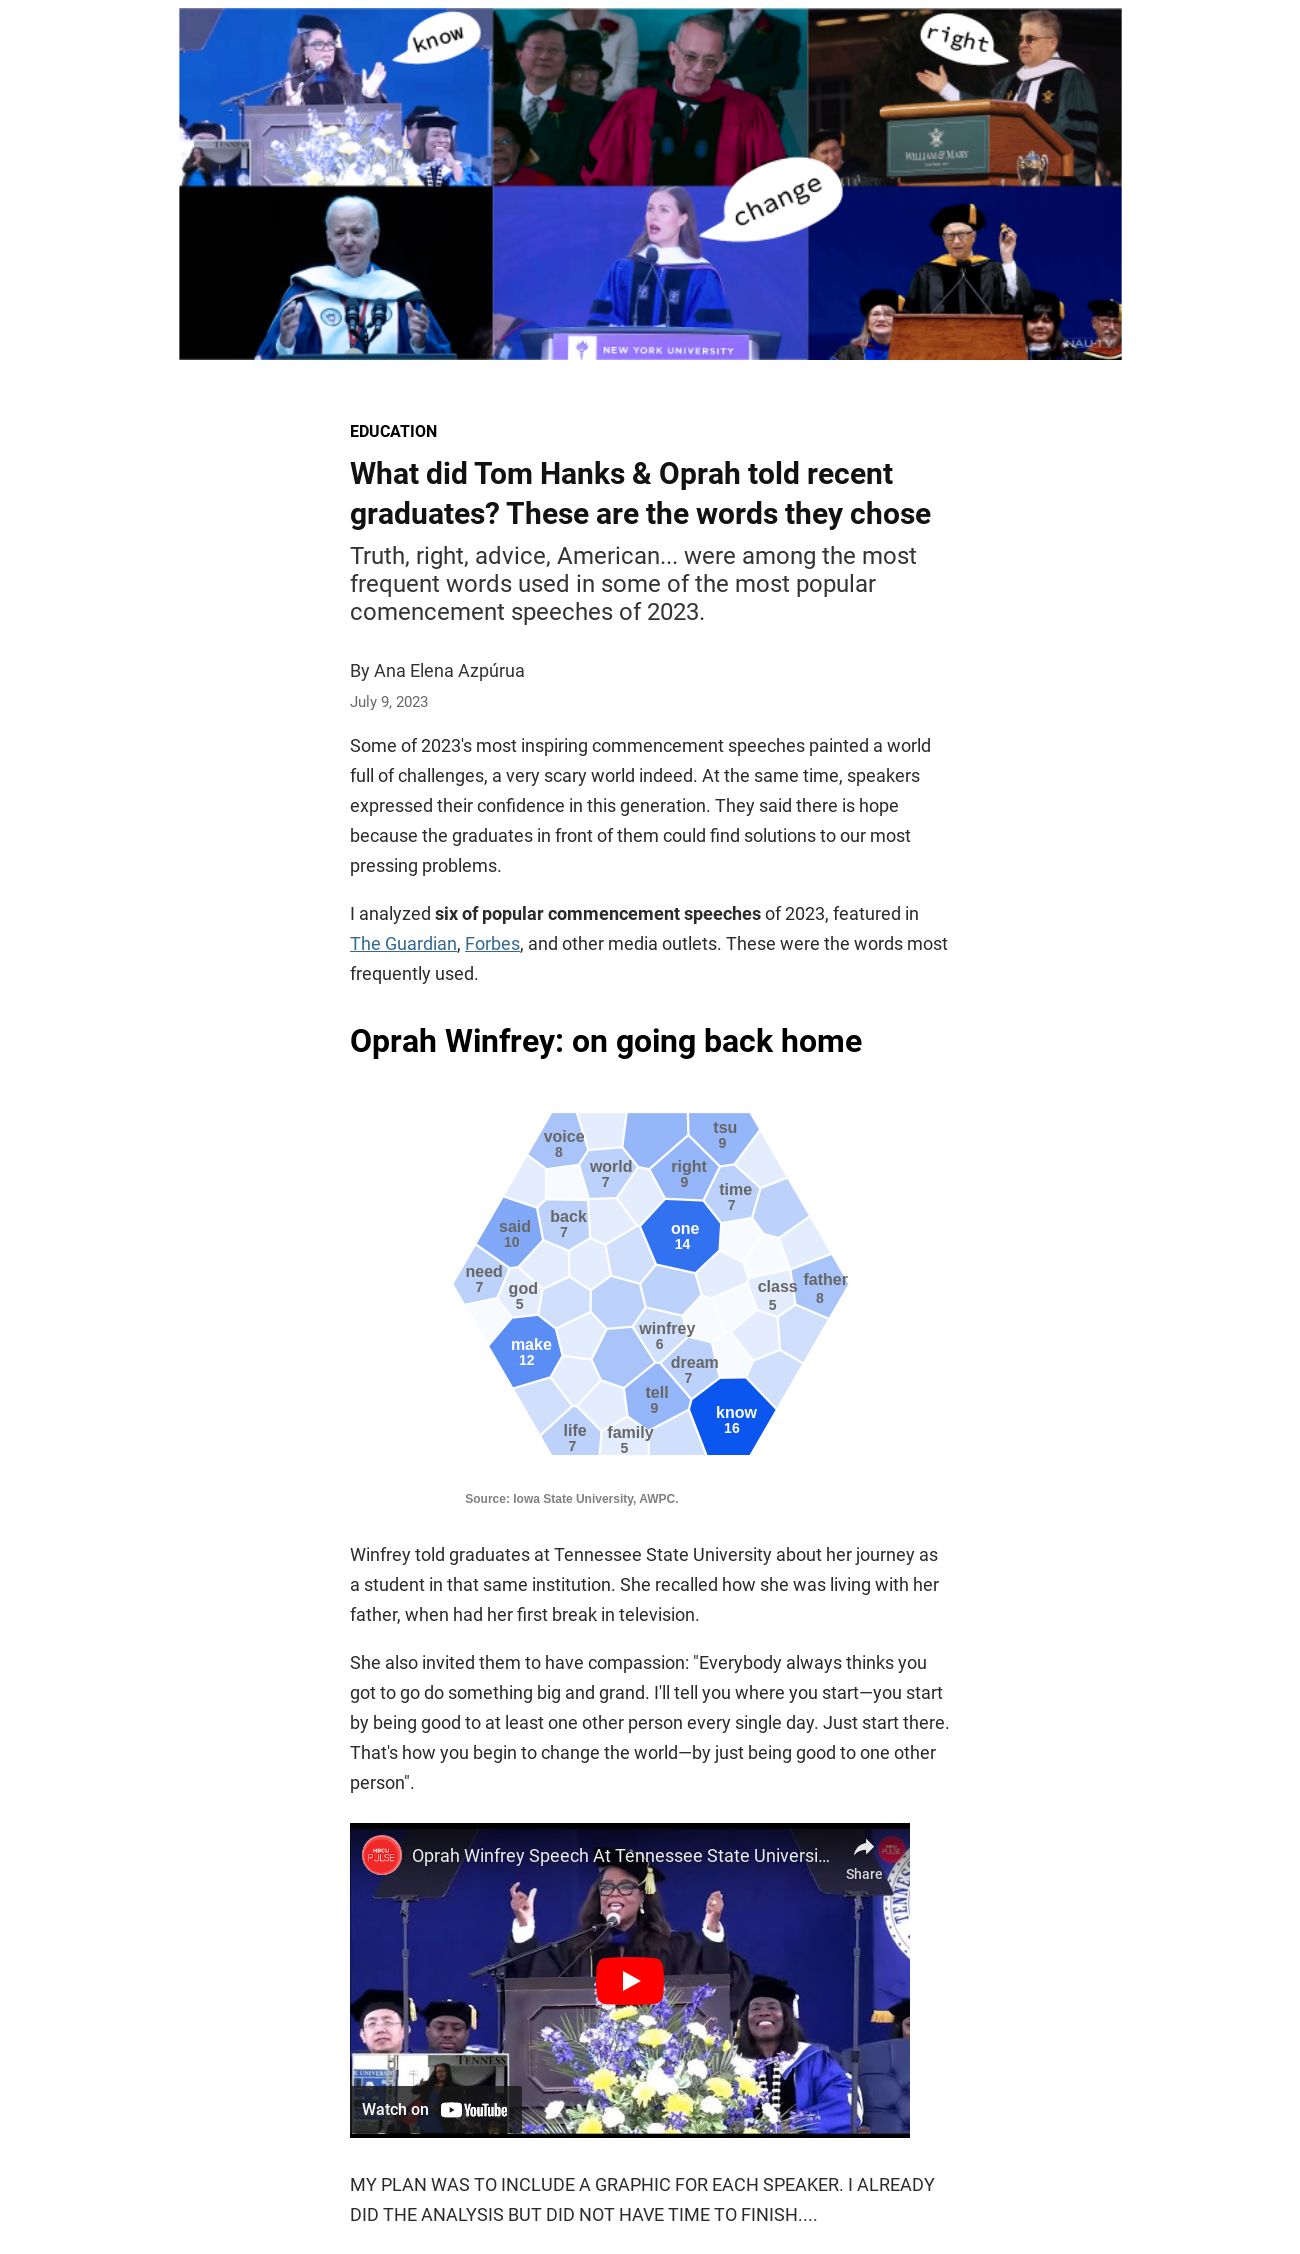 know
right
WILLIAM & MARY
change
NEW YORK UNIVERSITY
NAU-TV
TENNESS
EDUCATION
What did Tom Hanks & Oprah told recent
graduates? These are the words they chose
Truth, right, advice, American... were among the most
frequent words used in some of the most popular
comencement speeches of 2023.
By Ana Elena Azpúrua
July 9, 2023
Some of 2023's most inspiring commencement speeches painted a world
full of challenges, a very scary world indeed. At the same time, speakers
expressed their confidence in this generation. They said there is hope
because the graduates in front of them could find solutions to our most
pressing problems.
I analyzed six of popular commencement speeches of 2023, featured in
The Guardian, Forbes, and other media outlets. These were the words most
frequently used.
Oprah Winfrey: on going back home
voice
8
tsu
9
world
7
right
9
time
7
said
10
back
7
one
14
need
7
god
5
class
5
father
8
make
12
winfrey
6
dream
7
tell
9
know
16
life
7
family
5
Source: Iowa State University, AWPC.
Winfrey told graduates at Tennessee State University about her journey as
a student in that same institution. She recalled how she was living with her
father, when had her first break in television.
She also invited them to have compassion: "Everybody always thinks you
got to go do something big and grand. I'll tell you where you start—you start
by being good to at least one other person every single day. Just start there.
That's how you begin to change the world—by just being good to one other
person".
HBCU
PULSE
Oprah Winfrey Speech At Tennessee State Universi...
Share
TENNES
TENNESS
Watch on YouTube
MY PLAN WAS TO INCLUDE A GRAPHIC FOR EACH SPEAKER. I ALREADY
DID THE ANALYSIS BUT DID NOT HAVE TIME TO FINISH....